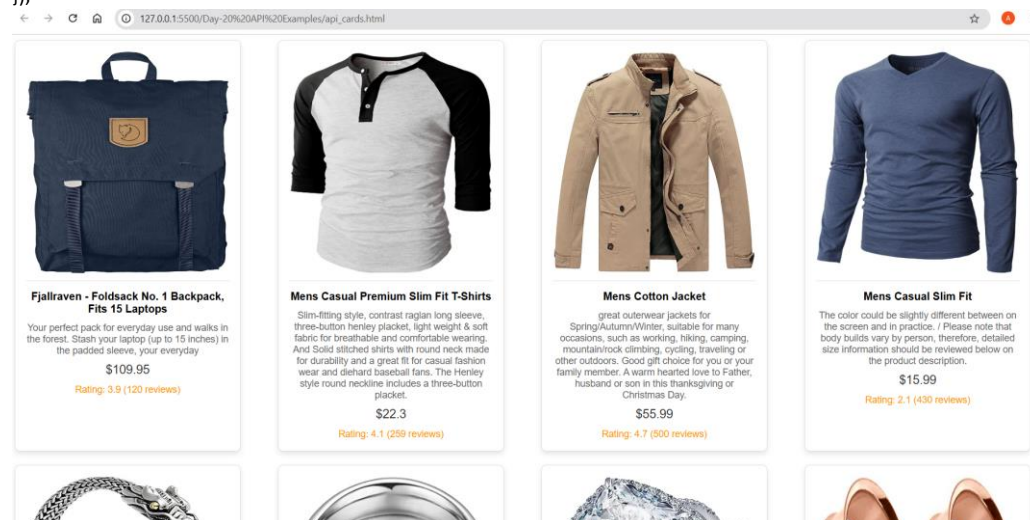 }),
127.0.0.1:5500/Day-20%20API%20Examples/api_cards.html
A
Fjallraven - Foldsack No. 1 Backpack,
Fits 15 Laptops
Your perfect pack for everyday use and walks in
the forest. Stash your laptop (up to 15 inches) in
the padded sleeve, your everyday
$109.95
Rating: 3.9 (120 reviews)
Mens Casual Premium Slim Fit T-Shirts
Slim-fitting style, contrast raglan long sleeve,
three-button henley placket, light weight & soft
fabric for breathable and comfortable wearing.
And Solid stitched shirts with round neck made
for durability and a great fit for casual fashion
wear and diehard baseball fans. The Henley
style round neckline includes a three-button
placket.
$22.3
Rating: 4.1 (259 reviews)
Mens Cotton Jacket
great outerwear jackets for
Spring/Autumn/Winter, suitable for many
occasions, such as working, hiking, camping,
mountain/rock climbing, cycling, traveling or
other outdoors. Good gift choice for you or your
family member. A warm hearted love to Father,
husband or son in this thanksgiving or
Christmas Day.
$55.99
Rating: 4.7 (500 reviews)
Mens Casual Slim Fit
The color could be slightly different between on
the screen and in practice. / Please note that
body builds vary by person, therefore, detailed
size information should be reviewed below on
the product description.
$15.99
Rating: 2.1 (430 reviews)